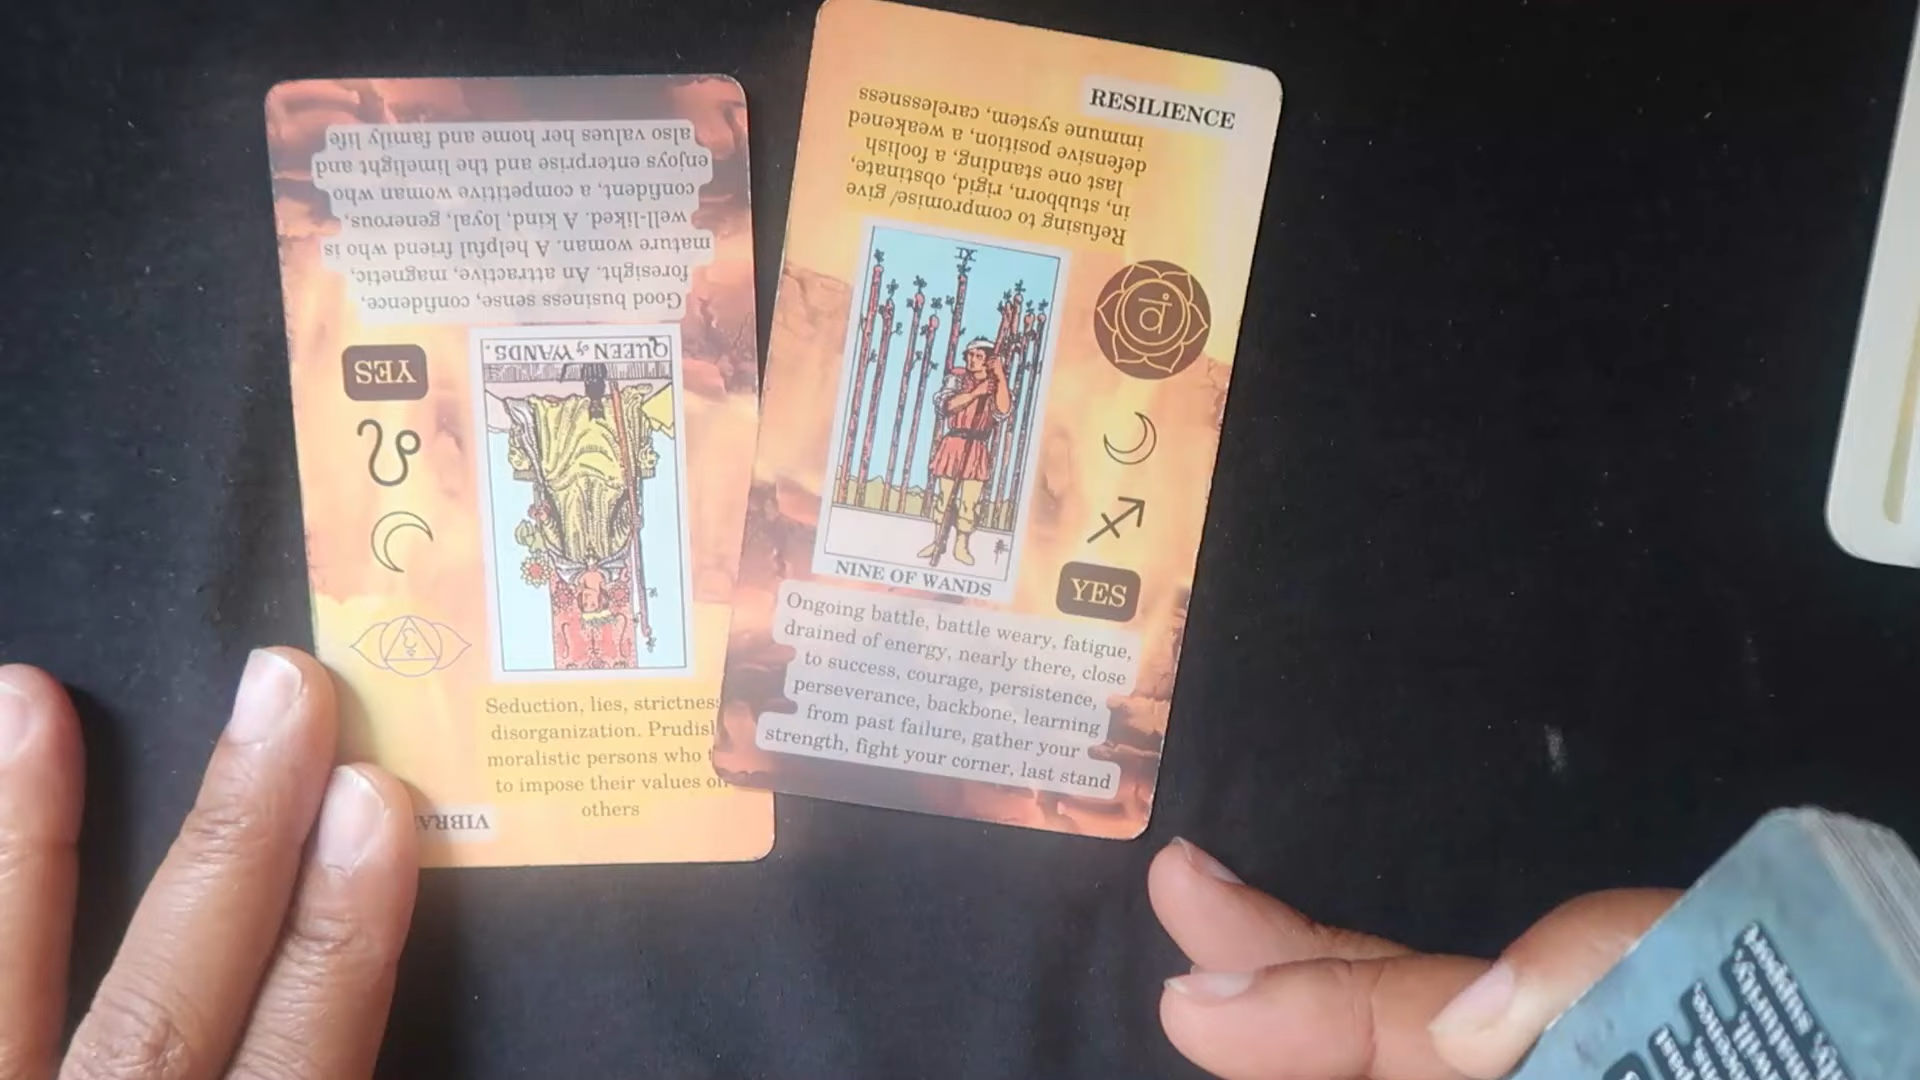 Good business sense, confidence,
foresight. An attractive, magnetic,
mature woman. A helpful friend who is
well-liked. A kind, loyal, generous,
confident, a competitive woman who
enjoys enterprise and the limelight and
also values her home and family life
YES
QUEEN of WANDS.
Seduction, lies, strictness
disorganization.
moralistic persons who
to impose their values on
others
RESILIENCE
Refusing to compromise/ give
in, stubborn, rigid, obstinate,
last one standing, a foolish
defensive position, a weakened
immune system, carelessness
IX
NINE OF WANDS
YES
Ongoing battle, battle weary, fatigue,
drained of energy, nearly there, close
to success, courage, persistence,
perseverance, backbone, learning
from past failure, gather your
strength, fight your corner, last stand